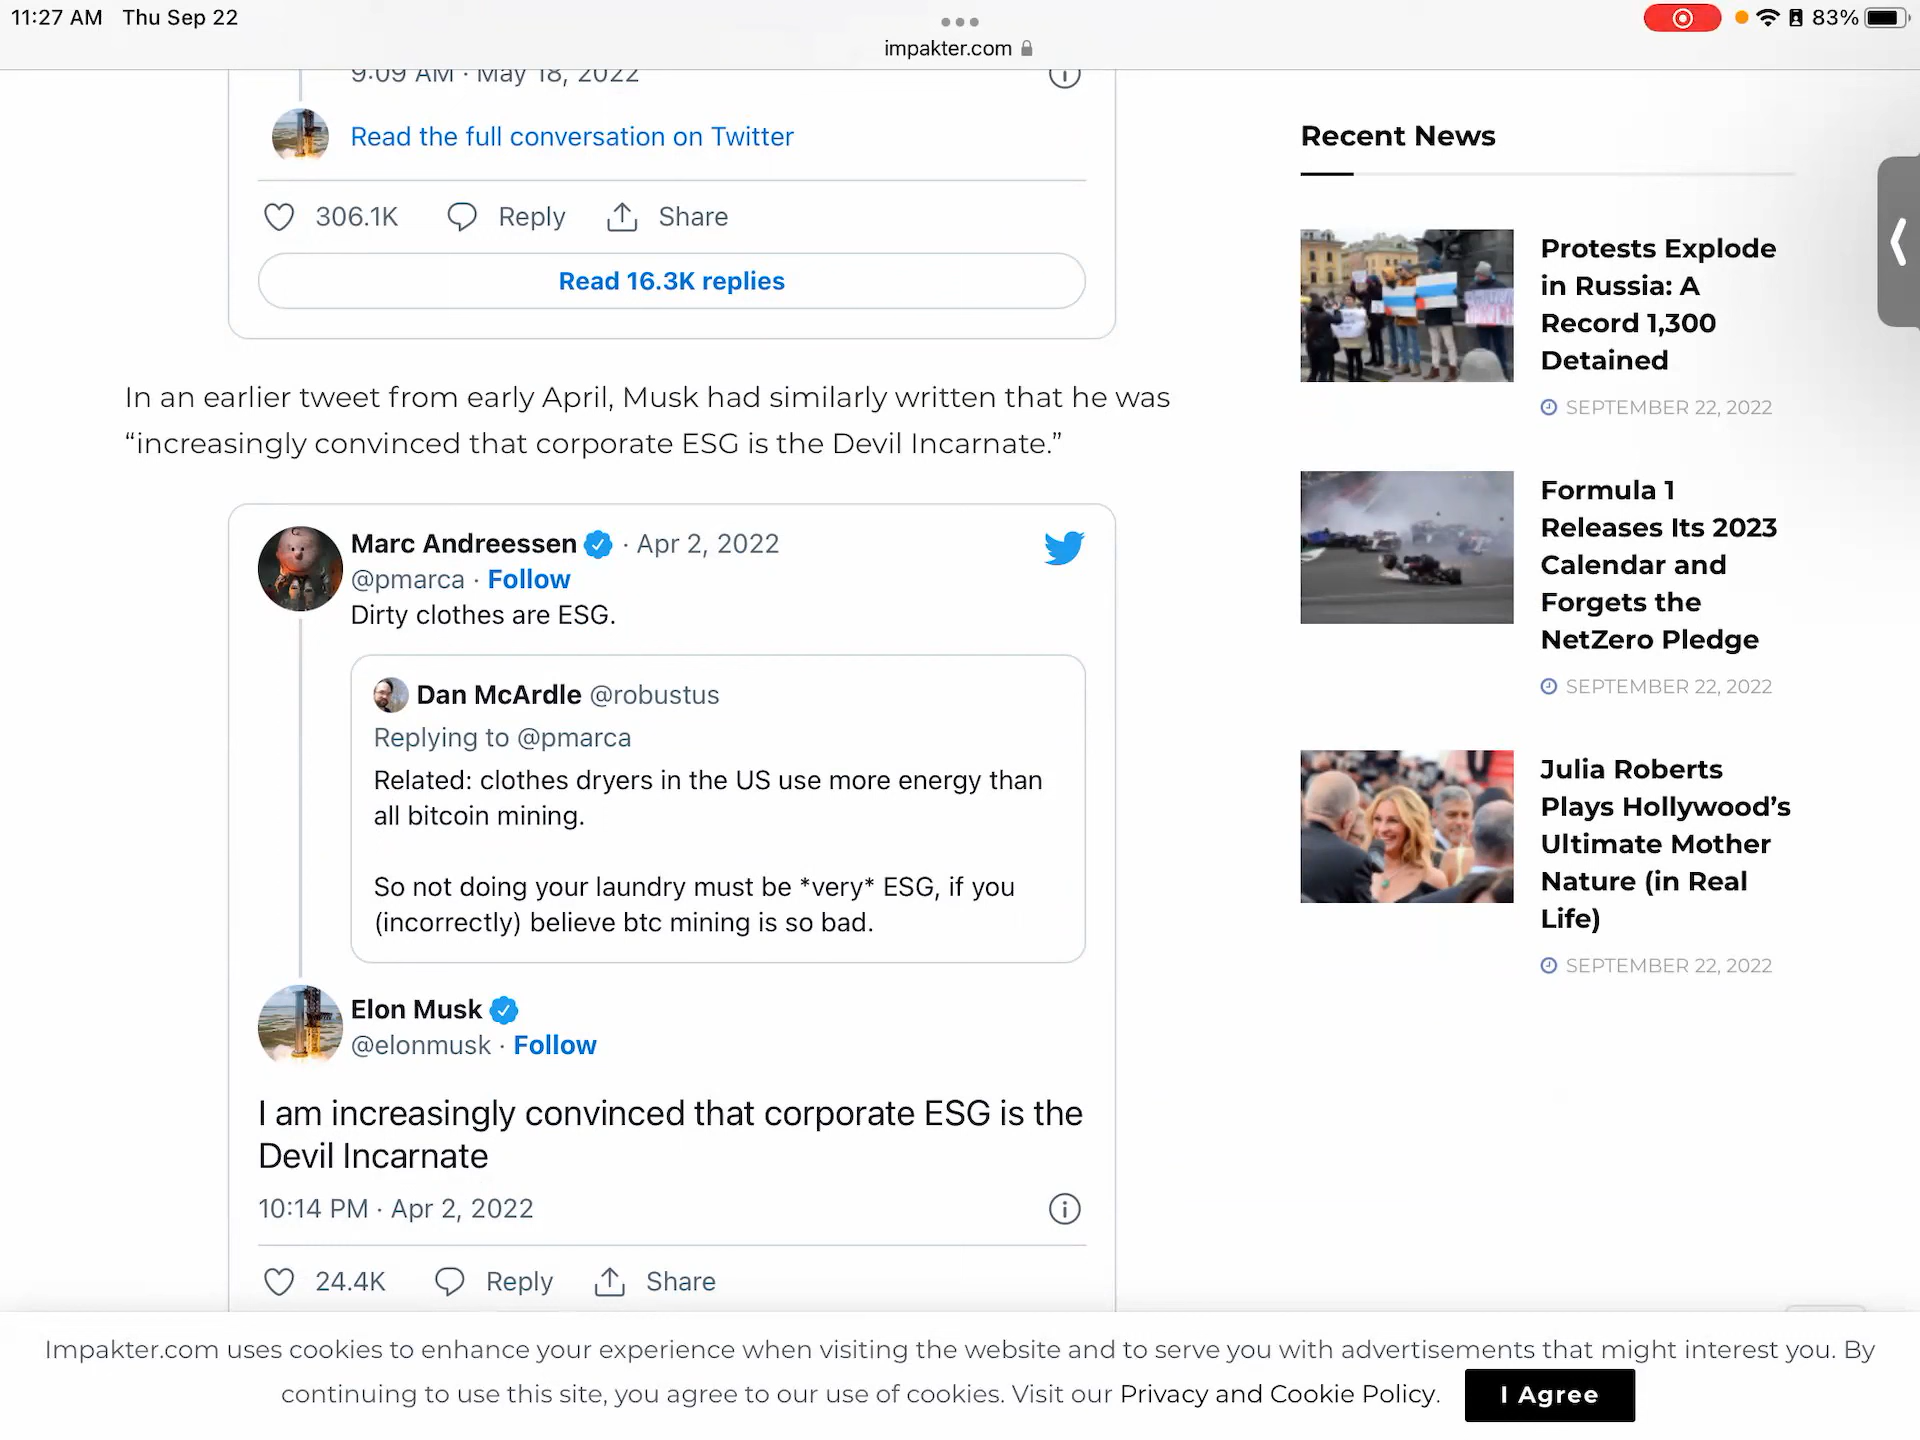 11:27 AM Thu Sep 22
83%
impakter.com
9:09 AM · May 18, 2022
Read the full conversation on Twitter
306.1K Reply Share
Read 16.3K replies
In an earlier tweet from early April, Musk had similarly written that he was
“increasingly convinced that corporate ESG is the Devil Incarnate.”
Marc Andreessen · Apr 2, 2022
@pmarca · Follow
Dirty clothes are ESG.
Dan McArdle @robustus
Replying to @pmarca
Related: clothes dryers in the US use more energy than
all bitcoin mining.
So not doing your laundry must be *very* ESG, if you
(incorrectly) believe btc mining is so bad.
Elon Musk
@elonmusk · Follow
I am increasingly convinced that corporate ESG is the
Devil Incarnate
10:14 PM · Apr 2, 2022
24.4K Reply Share
Recent News
Protests Explode
in Russia: A
Record 1,300
Detained
SEPTEMBER 22, 2022
Formula 1
Releases Its 2023
Calendar and
Forgets the
NetZero Pledge
SEPTEMBER 22, 2022
Julia Roberts
Plays Hollywood’s
Ultimate Mother
Nature (in Real
Life)
SEPTEMBER 22, 2022
Impakter.com uses cookies to enhance your experience when visiting the website and to serve you with advertisements that might interest you. By
continuing to use this site, you agree to our use of cookies. Visit our Privacy and Cookie Policy.
I Agree